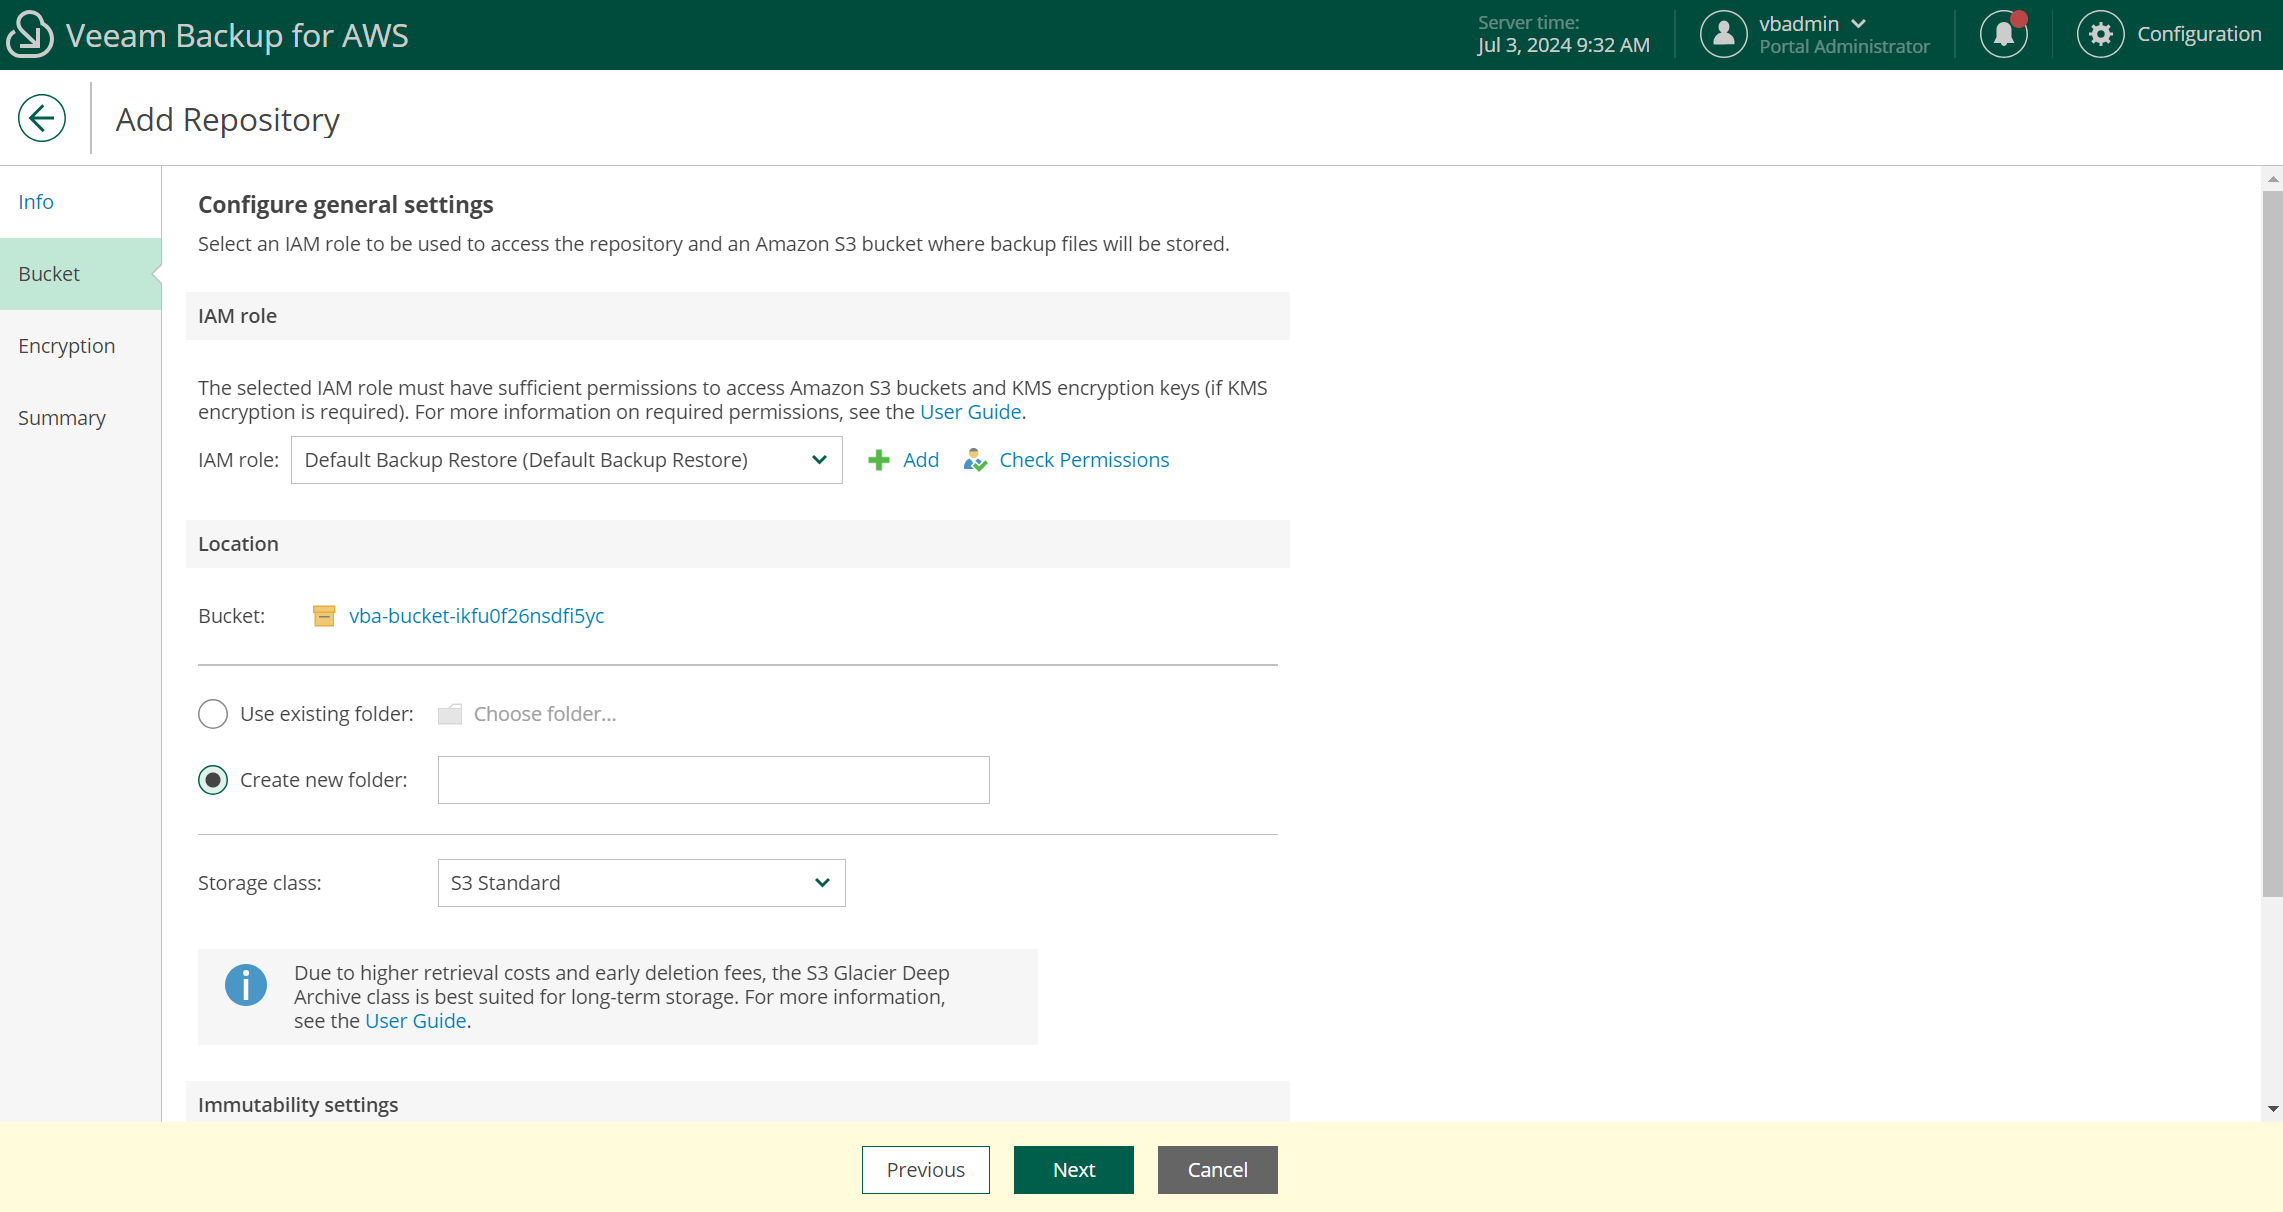 Veeam Backup for AWS
Server time:
Jul 3, 2024 9:32 AM
vbadmin
Portal Administrator
Configuration
Add Repository
Info
Bucket
Encryption
Summary
Configure general settings
Select an IAM role to be used to access the repository and an Amazon S3 bucket where backup files will be stored.
IAM role
The selected IAM role must have sufficient permissions to access Amazon S3 buckets and KMS encryption keys (if KMS
encryption is required). For more information on required permissions, see the User Guide.
IAM role: Default Backup Restore (Default Backup Restore) Add Check Permissions
Location
Bucket: vba-bucket-ikfu0f26nsdfi5yc
Use existing folder: Choose folder...
Create new folder:
Storage class: S3 Standard
Due to higher retrieval costs and early deletion fees, the S3 Glacier Deep
Archive class is best suited for long-term storage. For more information,
see the User Guide.
Immutability settings
Previous Next Cancel